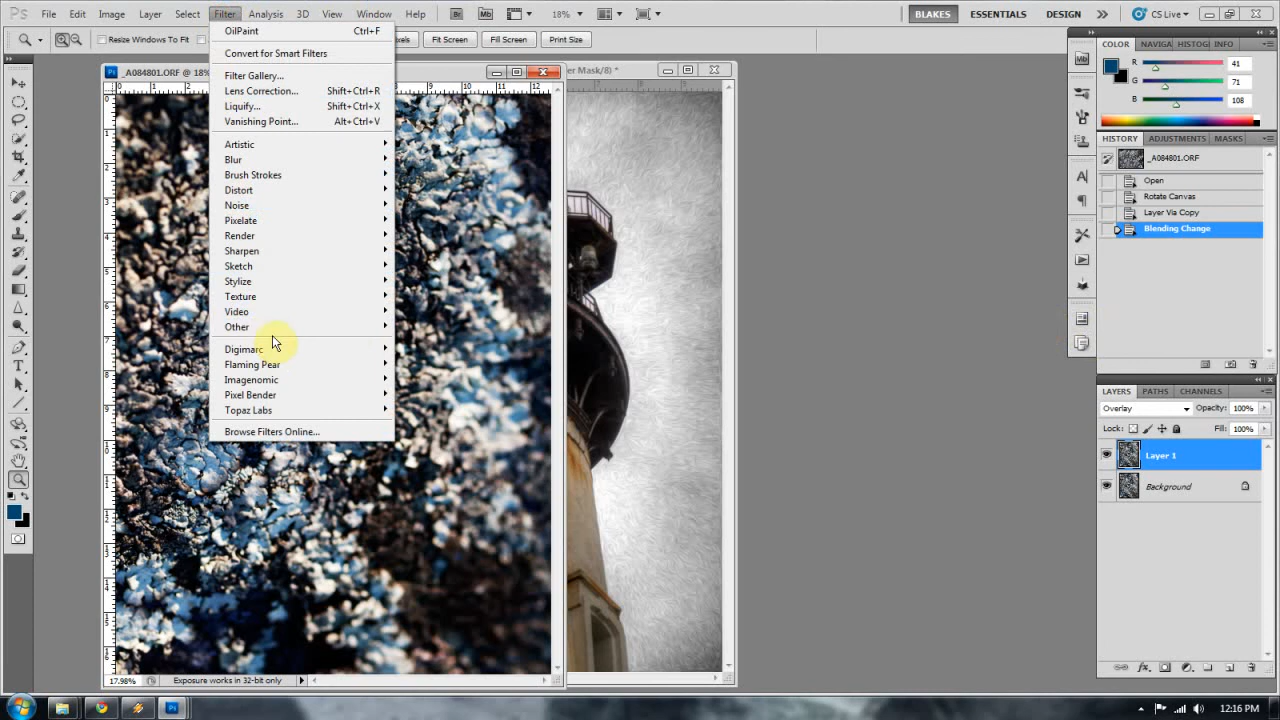 Ps File Edit Image Layer Select Filter Analysis 3D View Window Help Br Mb 18% BLAKES ESSENTIALS DESIGN CS Live
Resize Windows To Fit Fit Screen Fill Screen Print Size
OilPaint Ctrl+F
Convert for Smart Filters
Filter Gallery...
Lens Correction... Shift+Ctrl+R
Liquify... Shift+Ctrl+X
Vanishing Point... Alt+Ctrl+V
Artistic
Blur
Brush Strokes
Distort
Noise
Pixelate
Render
Sharpen
Sketch
Stylize
Texture
Video
Other
Digimarc
Flaming Pear
Imagenomic
Pixel Bender
Topaz Labs
Browse Filters Online...
_A084801.ORF @ 18%
er Mask/8) *
17.98% Exposure works in 32-bit only
COLOR NAVIGA HISTOG INFO
R 41
G 71
B 108
HISTORY ADJUSTMENTS MASKS
_A084801.ORF
Open
Rotate Canvas
Layer Via Copy
Blending Change
LAYERS PATHS CHANNELS
Overlay Opacity: 100%
Lock: Fill: 100%
Layer 1
Background
12:16 PM